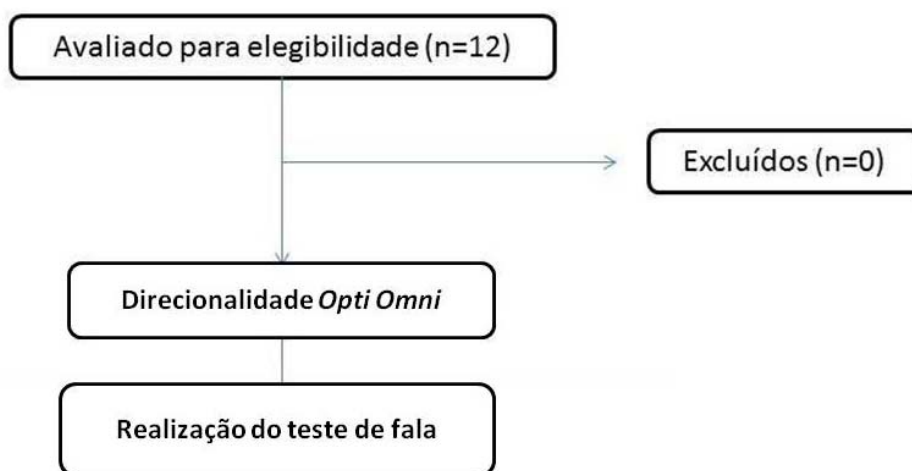 Avaliado para elegibilidade (n=12)
Excluídos (n=0)
Direcionalidade Opti Omni
Realização do teste de fala